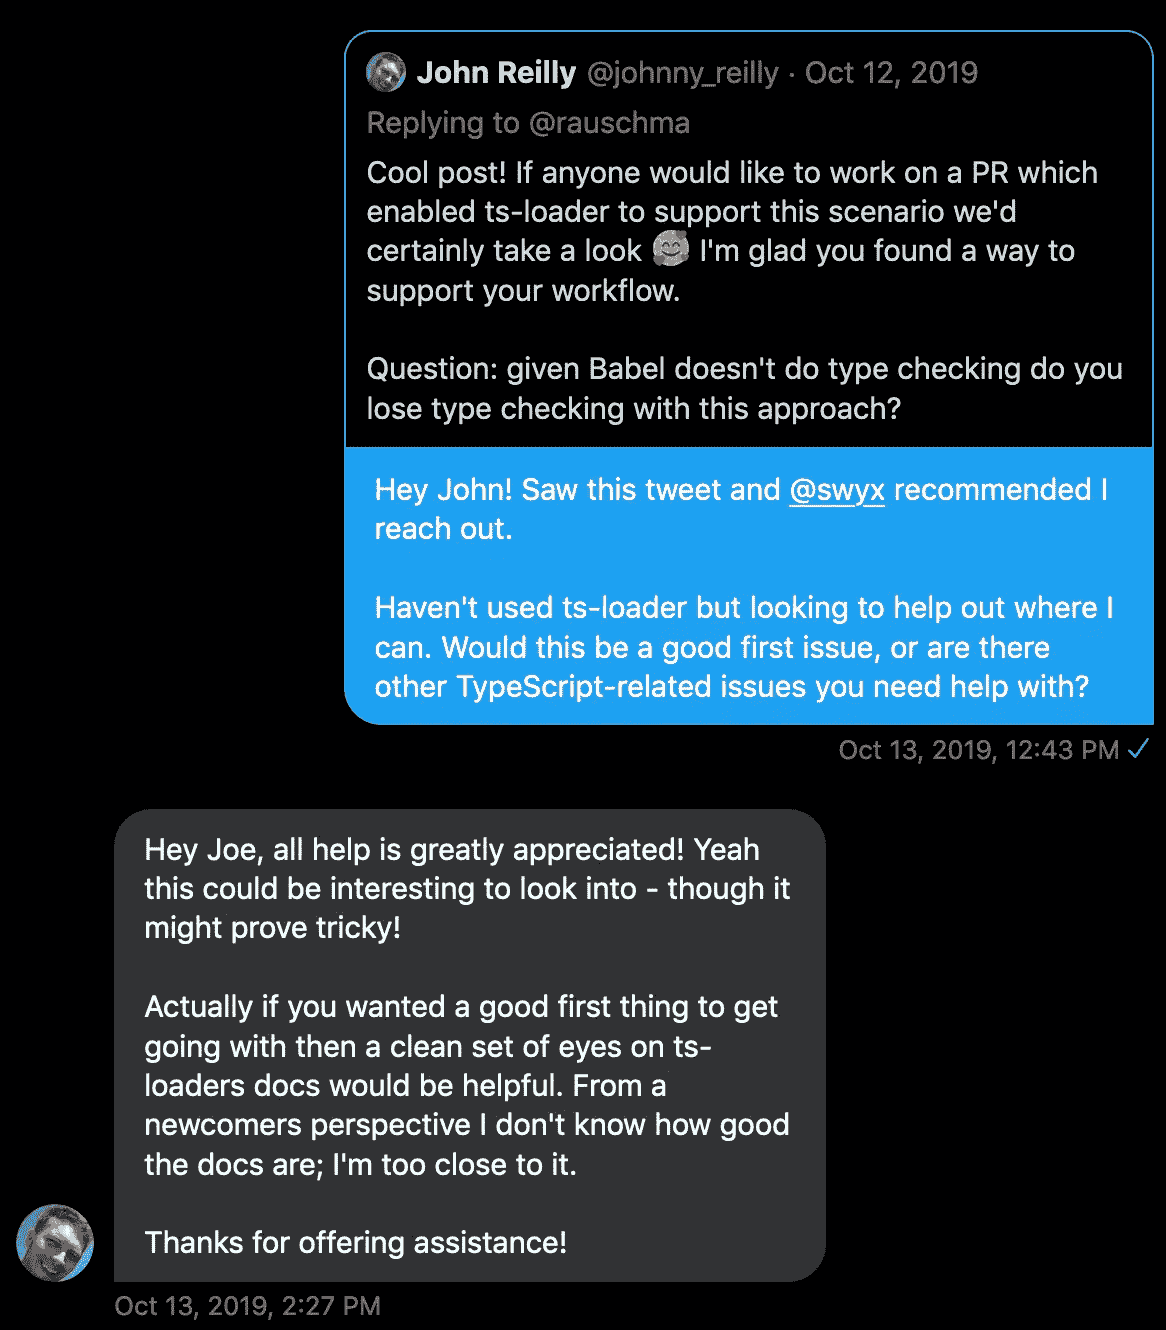 John Reilly @johnny_reilly · Oct 12, 2019
Replying to @rauschma
Cool post! If anyone would like to work on a PR which
enabled ts-loader to support this scenario we'd
certainly take a look 🥰 I'm glad you found a way to
support your workflow.
Question: given Babel doesn't do type checking do you
lose type checking with this approach?
Hey John! Saw this tweet and @swyx recommended I
reach out.
Haven't used ts-loader but looking to help out where I
can. Would this be a good first issue, or are there
other TypeScript-related issues you need help with?
Oct 13, 2019, 12:43 PM ✓
Hey Joe, all help is greatly appreciated! Yeah
this could be interesting to look into - though it
might prove tricky!
Actually if you wanted a good first thing to get
going with then a clean set of eyes on ts-
loaders docs would be helpful. From a
newcomers perspective I don't know how good
the docs are; I'm too close to it.
Thanks for offering assistance!
Oct 13, 2019, 2:27 PM